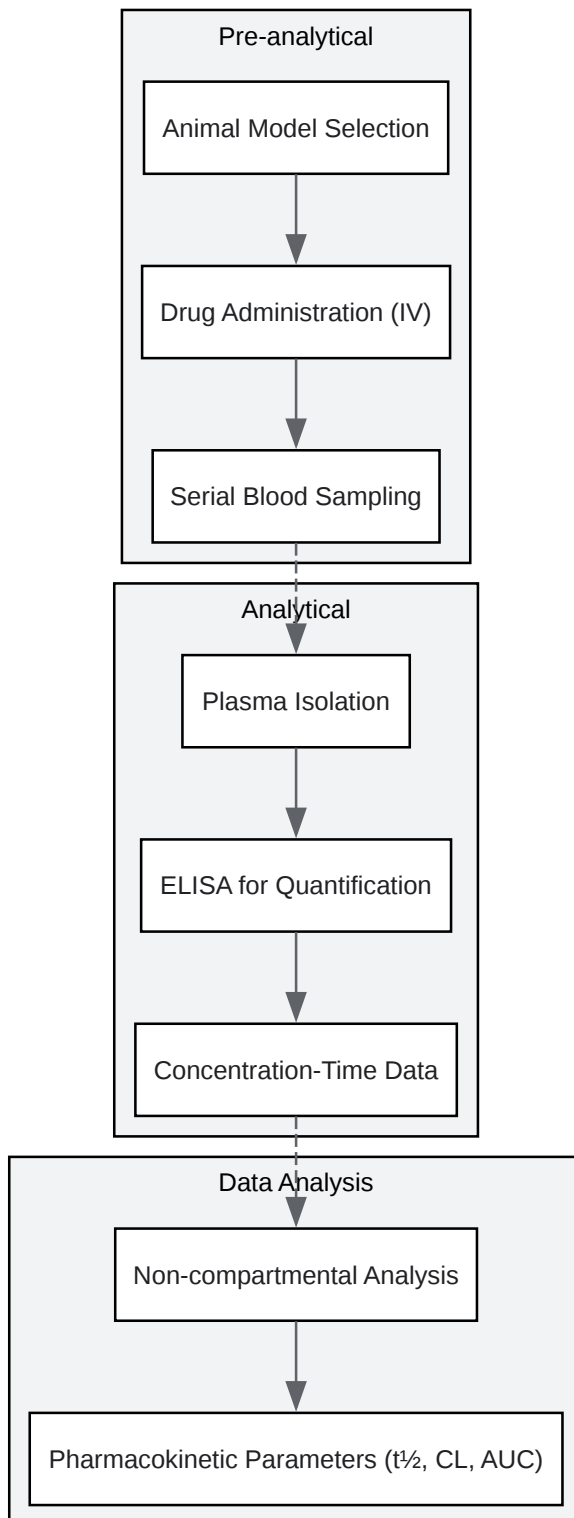 Pre-analytical
Animal Model Selection
Drug Administration (IV)
Serial Blood Sampling
Analytical
Plasma Isolation
ELISA for Quantification
Concentration-Time Data
Data Analysis
Non-compartmental Analysis
Pharmacokinetic Parameters (t½, CL, AUC)